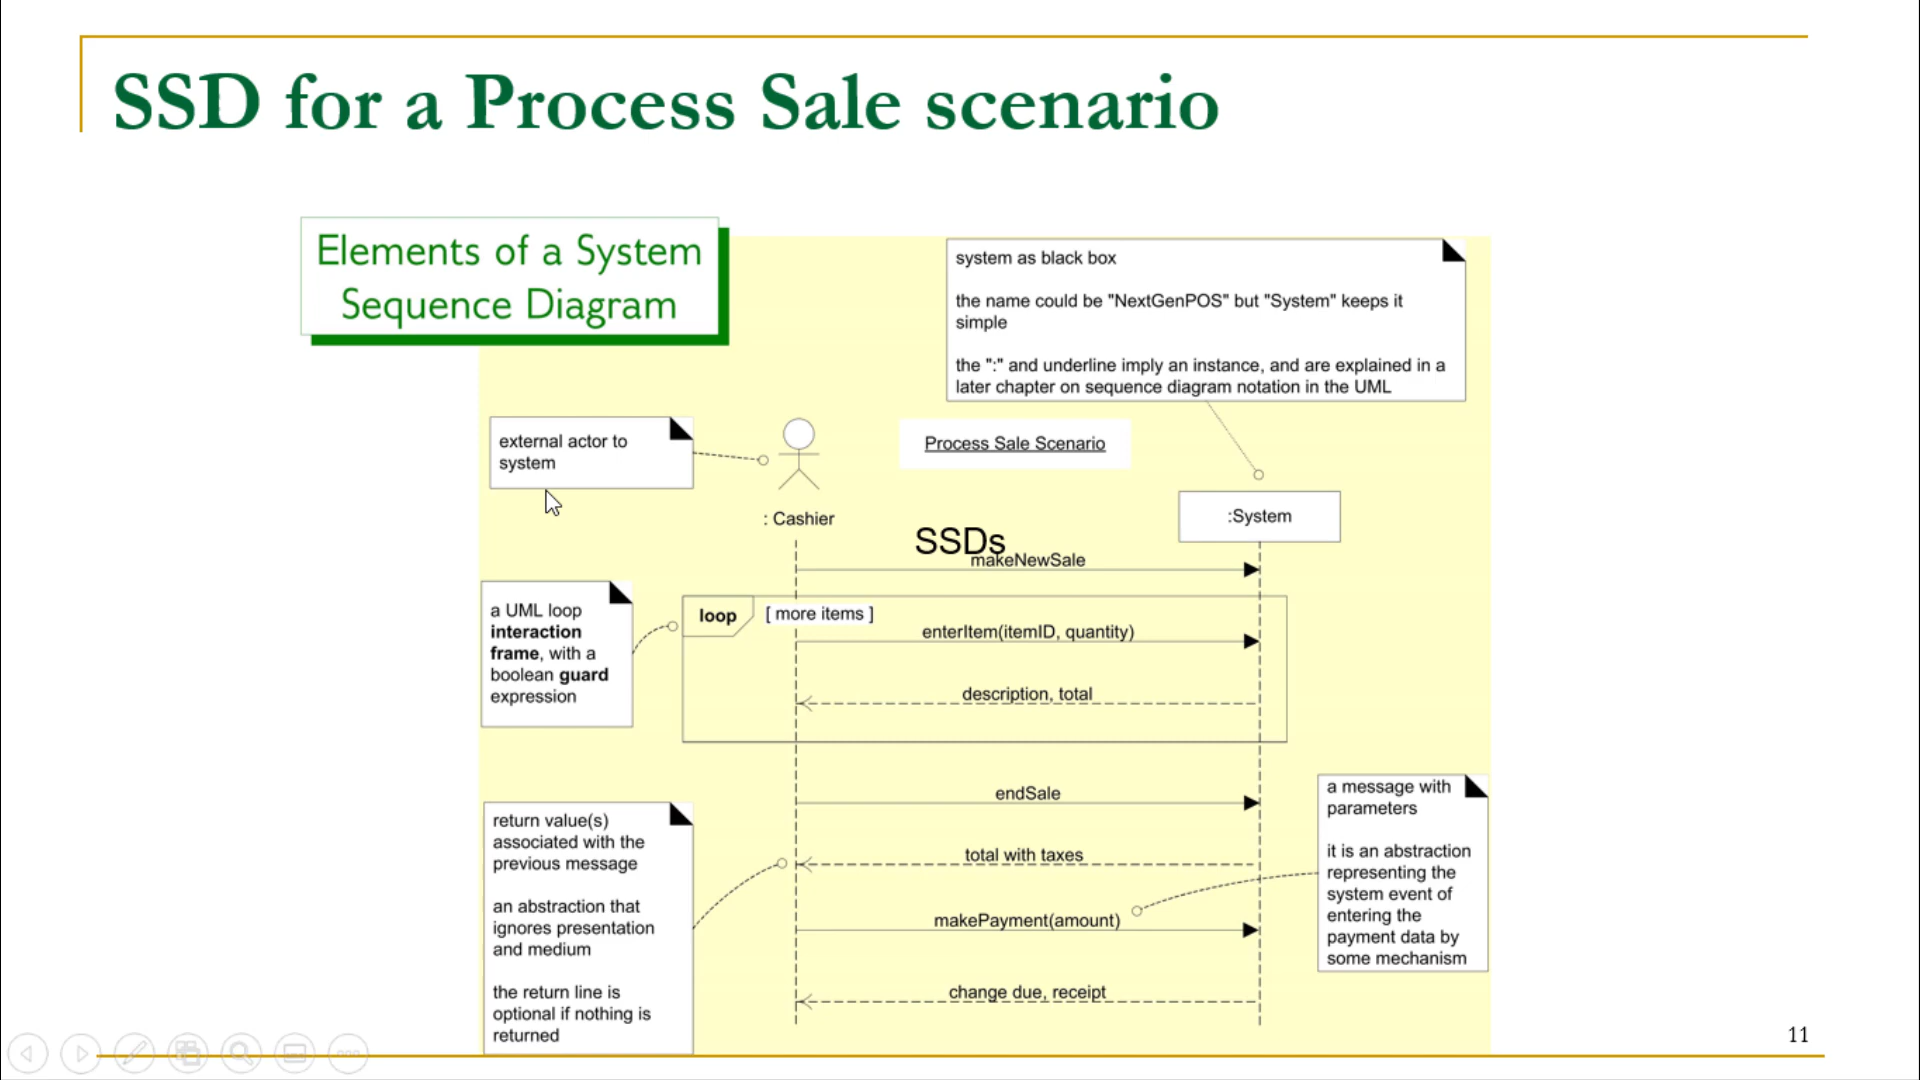 SSD for a Process Sale scenario
Elements of a System
Sequence Diagram
system as black box
the name could be "NextGenPOS" but "System" keeps it
simple
the ":" and underline imply an instance, and are explained in a
later chapter on sequence diagram notation in the UML
external actor to
system
Process Sale Scenario
: Cashier
:System
SSDs
makeNewSale
a UML loop
interaction
frame, with a
boolean guard
expression
loop
[ more items ]
enterItem(itemID, quantity)
description, total
endSale
return value(s)
associated with the
previous message
an abstraction that
ignores presentation
and medium
the return line is
optional if nothing is
returned
total with taxes
makePayment(amount)
change due, receipt
a message with
parameters
it is an abstraction
representing the
system event of
entering the
payment data by
some mechanism
11